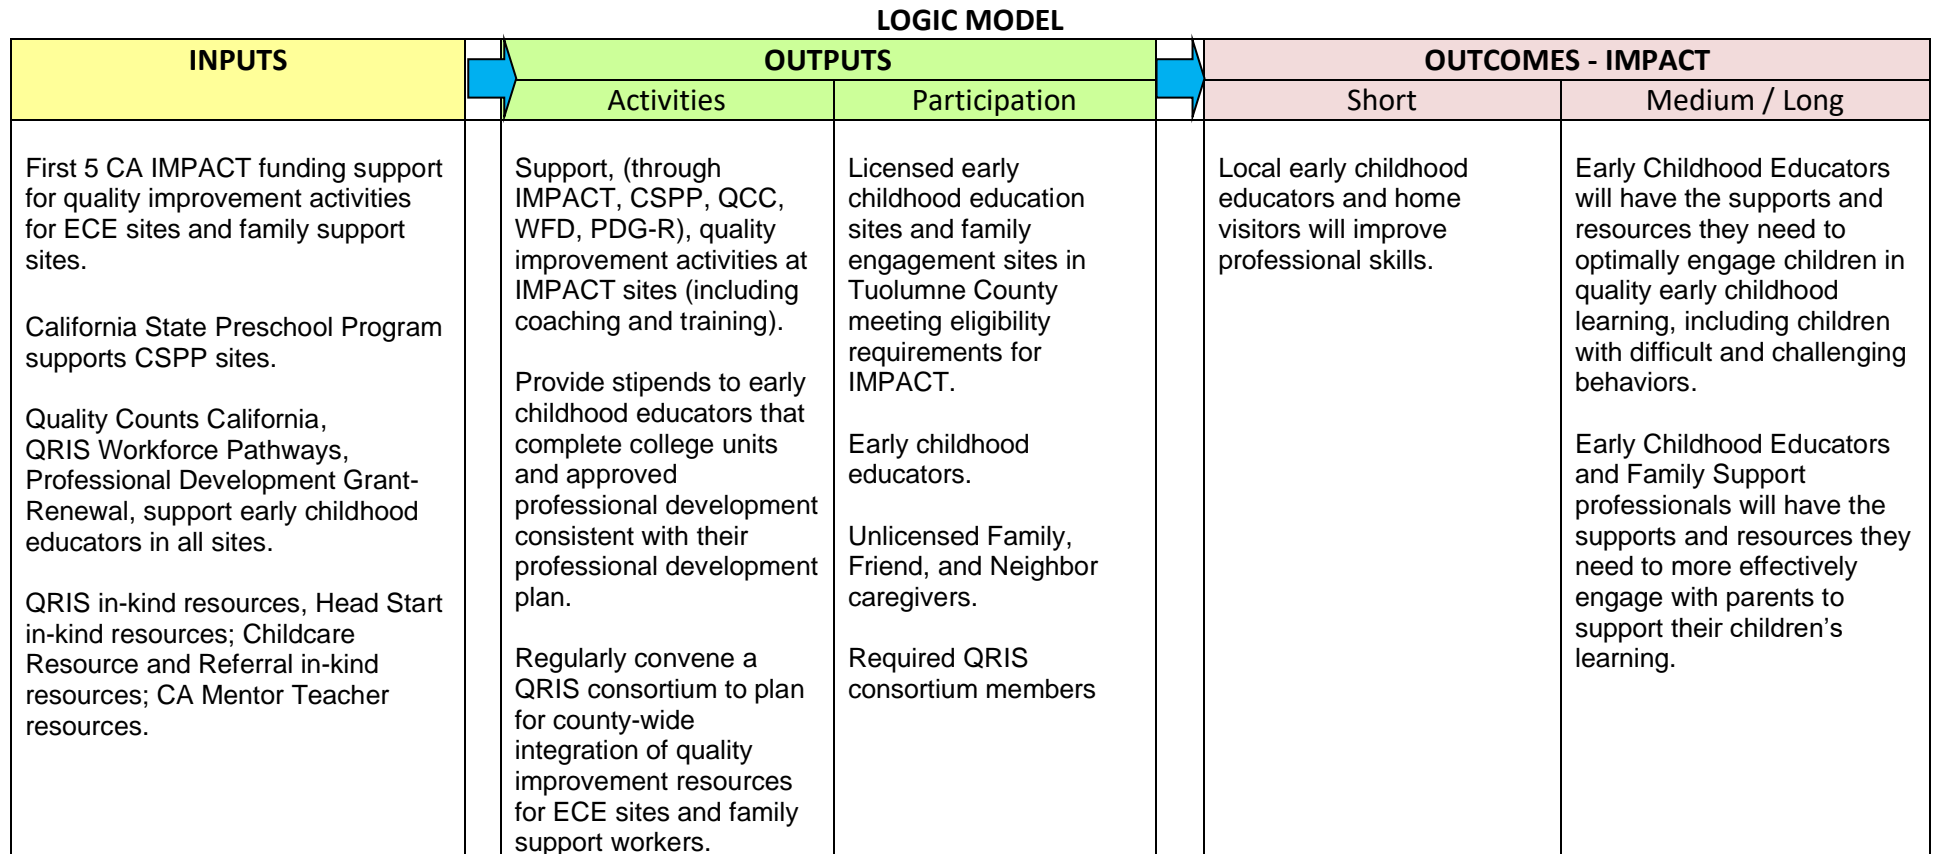 LOGIC MODEL
INPUTS
OUTPUTS
OUTCOMES - IMPACT
Activities
Participation
Short
Medium / Long
First 5 CA IMPACT funding support
for quality improvement activities
for ECE sites and family support
sites.
California State Preschool Program
supports CSPP sites.
Quality Counts California,
QRIS Workforce Pathways,
Professional Development Grant-
Renewal, support early childhood
educators in all sites.
QRIS in-kind resources, Head Start
in-kind resources; Childcare
Resource and Referral in-kind
resources; CA Mentor Teacher
resources.
Support, (through
IMPACT, CSPP, QCC,
WFD, PDG-R), quality
improvement activities at
IMPACT sites (including
coaching and training).
Provide stipends to early
childhood educators that
complete college units
and approved
professional development
consistent with their
professional development
plan.
Regularly convene a
QRIS consortium to plan
for county-wide
integration of quality
improvement resources
for ECE sites and family
support workers.
Licensed early
childhood education
sites and family
engagement sites in
Tuolumne County
meeting eligibility
requirements for
IMPACT.
Early childhood
educators.
Unlicensed Family,
Friend, and Neighbor
caregivers.
Required QRIS
consortium members
Local early childhood
educators and home
visitors will improve
professional skills.
Early Childhood Educators
will have the supports and
resources they need to
optimally engage children in
quality early childhood
learning, including children
with difficult and challenging
behaviors.
Early Childhood Educators
and Family Support
professionals will have the
supports and resources they
need to more effectively
engage with parents to
support their children’s
learning.